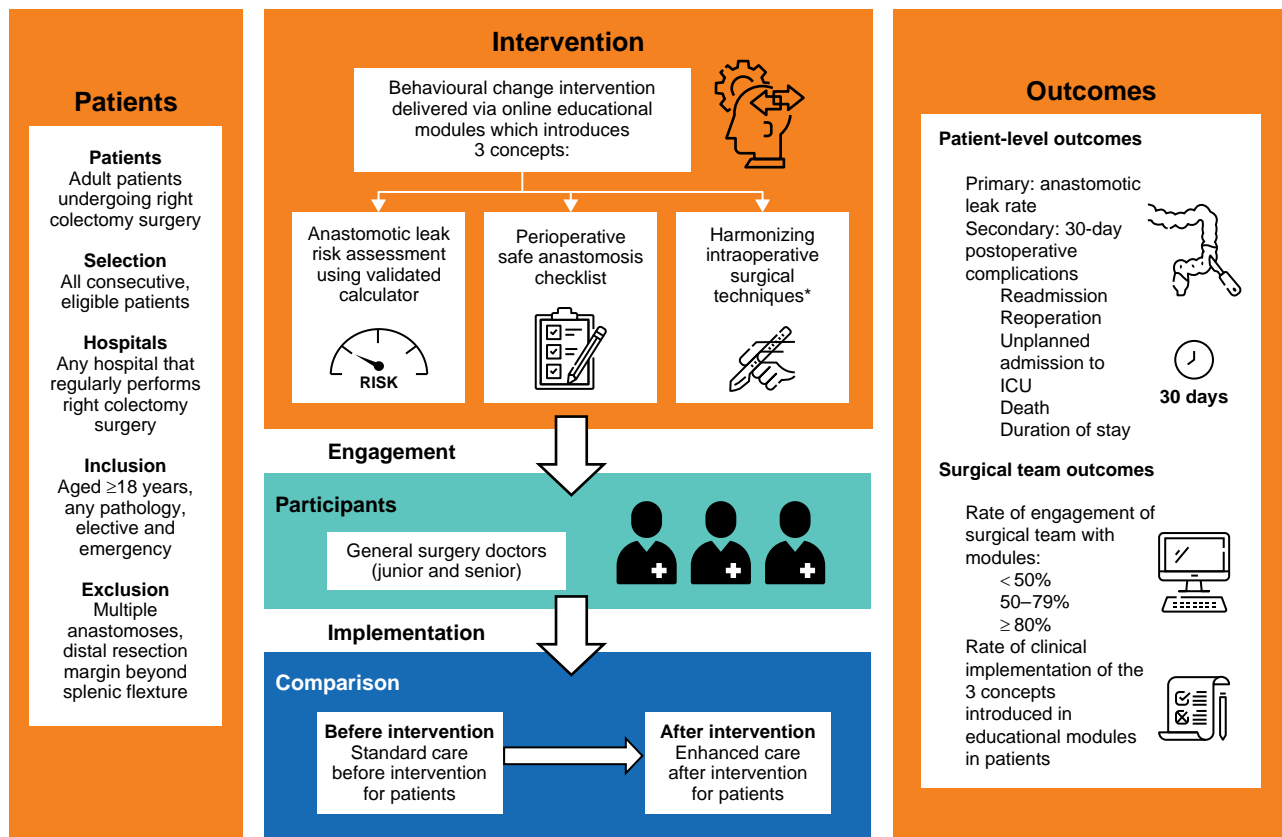 Patients
Patients
Adult patients
undergoing right
colectomy surgery
Selection
All consecutive,
eligible patients
Hospitals
Any hospital that
regularly performs
right colectomy
surgery
Inclusion
Aged ≥18 years,
any pathology,
elective and
emergency
Exclusion
Multiple
anastomoses,
distal resection
margin beyond
splenic flexture
Intervention
Behavioural change intervention
delivered via online educational
modules which introduces
3 concepts:
Anastomotic leak
risk assessment
using validated
calculator
RISK
Perioperative
safe anastomosis
checklist
Harmonizing
intraoperative
surgical
techniques*
Engagement
Participants
General surgery doctors
(junior and senior)
Implementation
Comparison
Before intervention
Standard care
before intervention
for patients
After intervention
Enhanced care
after intervention
for patients
Outcomes
Patient-level outcomes
Primary: anastomotic
leak rate
Secondary: 30-day
postoperative
complications
Readmission
Reoperation
Unplanned
admission to
ICU
Death
Duration of stay
30 days
Surgical team outcomes
Rate of engagement of
surgical team with
modules:
<50%
50–79%
≥ 80%
Rate of clinical
implementation of the
3 concepts
introduced in
educational modules
in patients